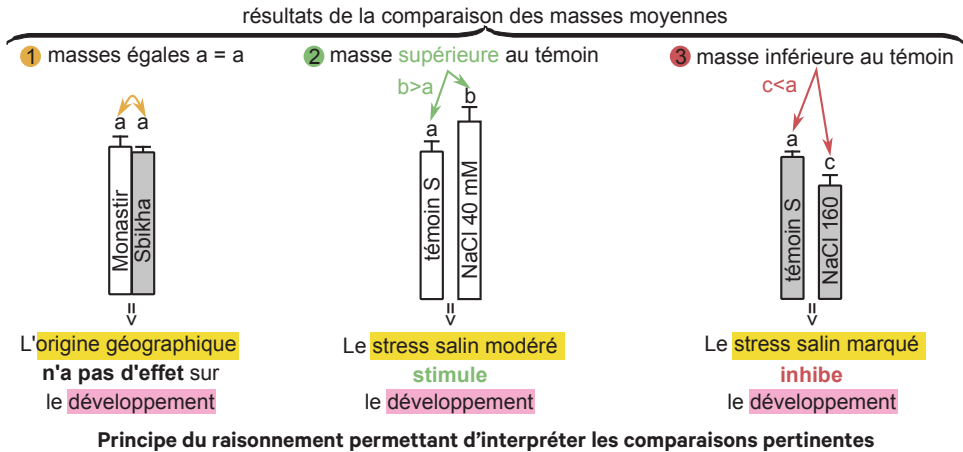 résultats de la comparaison des masses moyennes
1 masses égales a = a
a a
Monastir
Sbikha
=>
L'origine géographique
n'a pas d'effet sur
le développement
2 masse supérieure au témoin
b>a
a
b
témoin S
NaCl 40 mM
=>
Le stress salin modéré
stimule
le développement
3 masse inférieure au témoin
c<a
a
c
témoin S
NaCl 160
=>
Le stress salin marqué
inhibe
le développement
Principe du raisonnement permettant d'interpréter les comparaisons pertinentes